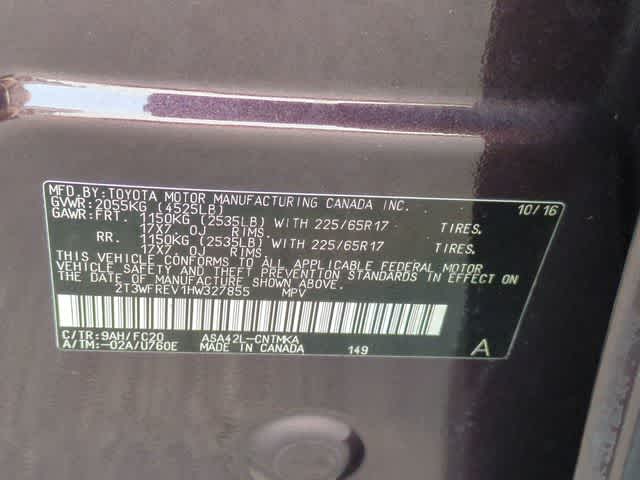 MFD. BY: TOYOTA MOTOR MANUFACTURING CANADA INC.
GVWR: 2055KG (4525LB) 10/16
GAWR: FRT. 1150KG (2535LB) WITH 225/65R17 TIRES.
17X7 0J RIMS.
RR. 1150KG (2535LB) WITH 225/65R17 TIRES.
17X7 0J RIMS.
THIS VEHICLE CONFORMS TO ALL APPLICABLE FEDERAL MOTOR
VEHICLE SAFETY AND THEFT PREVENTION STANDARDS IN EFFECT ON
THE DATE OF MANUFACTURE SHOWN ABOVE.
2T3WFREV1HW327855 MPV
C/TR: 9AH/FC20 ASA42L-CNTMKA
A/TM: -02A/U760E MADE IN CANADA 149 A